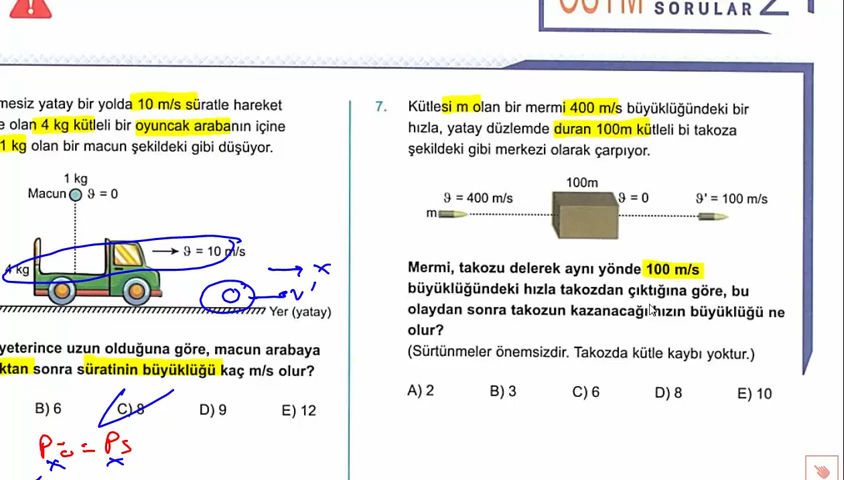 SORULAR
mesiz yatay bir yolda 10 m/s süratle hareket
e olan 4 kg kütleli bir oyuncak arabanın içine
1 kg olan bir macun şekildeki gibi düşüyor.
1 kg
Macun ϑ = 0
4 kg
ϑ = 10 m/s
x
v'
Yer (yatay)
yeterince uzun olduğuna göre, macun arabaya
ktan sonra süratinin büyüklüğü kaç m/s olur?
B) 6 C) 8 D) 9 E) 12
Pö = Ps
x x
7. Kütlesi m olan bir mermi 400 m/s büyüklüğündeki bir
hızla, yatay düzlemde duran 100m kütleli bi takoza
şekildeki gibi merkezi olarak çarpıyor.
100m
ϑ = 400 m/s ϑ = 0 ϑ' = 100 m/s
m
Mermi, takozu delerek aynı yönde 100 m/s
büyüklüğündeki hızla takozdan çıktığına göre, bu
olaydan sonra takozun kazanacağı hızın büyüklüğü ne
olur?
(Sürtünmeler önemsizdir. Takozda kütle kaybı yoktur.)
A) 2 B) 3 C) 6 D) 8 E) 10